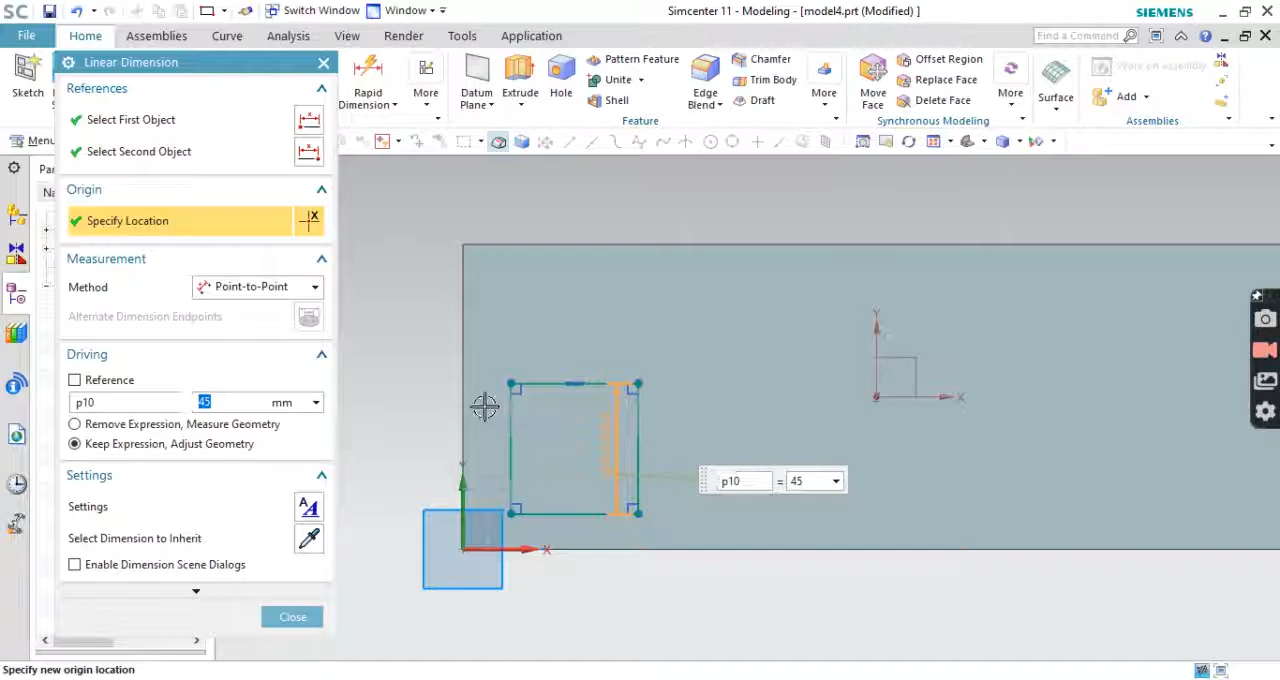 SC Switch Window Window Simcenter 11 - Modeling - [model4.prt (Modified) ] SIEMENS
File Home Assemblies Curve Analysis View Render Tools Application Find a Command
Linear Dimension
Sketch
Rapid
Dimension
More
Datum
Plane
Extrude
Hole
Pattern Feature
Unite
Shell
Edge
Blend
Chamfer
Trim Body
Draft
More
Feature
Move
Face
Offset Region
Replace Face
Delete Face
More
Synchronous Modeling
Surface
Work on Assembly
Add
Assemblies
Menu
References
Select First Object
Select Second Object
Origin
Specify Location
Measurement
Method Point-to-Point
Alternate Dimension Endpoints
Driving
Reference
p10 45 mm
Remove Expression, Measure Geometry
Keep Expression, Adjust Geometry
Settings
Settings
Select Dimension to Inherit
Enable Dimension Scene Dialogs
Close
Y
X
Y
X
p10 = 45
Specify new origin location